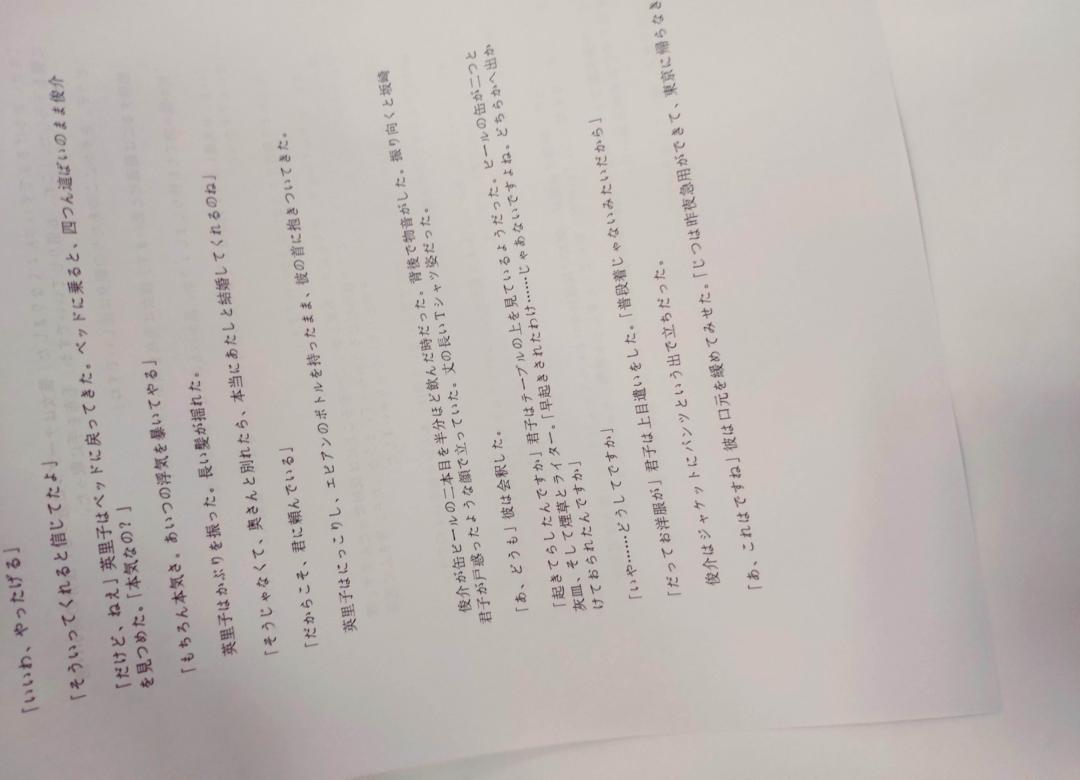 「いいわ、やったげる」
「そういってくれると信じてたよ」
「だけど、ねえ」英里子はベッドに戻ってきた。ベッドに乗ると、四つん這ばいのまま俊介
を見つめた。「本気なの？」
「もちろん本気さ。あいつの浮気を暴いてやる」
英里子はかぶりを振った。長い髪が揺れた。
「そうじゃなくて、奥さんと別れたら、本当にあたしと結婚してくれるのね」
「だからこそ、君に頼んでいる」
英里子はにっこりし、エビアンのボトルを持ったまま、彼の首に抱きついてきた。
俊介が缶ビールの二本目を半分ほど飲んだ時だった。背後で物音がした。振り向くと坂崎
君子が戸惑ったような顔で立っていた。丈の長いＴシャツ姿だった。
「あ、どうも」彼は会釈した。
「起きてらしたんですか」君子はテーブルの上を見ているようだった。ビールの缶が二つと
灰皿、そして煙草とライター。「早起きされたわけ……じゃあないですよね。どちらかへ出か
けておられたんですか」
「いや……どうしてですか」
「だってお洋服が」君子は上目遣いをした。「普段着じゃないみたいだから」
俊介はジャケットにパンツという出で立ちだった。
「あ、これはですね」彼は口元を緩めてみせた。「じつは昨夜急用ができて、東京に帰らなき